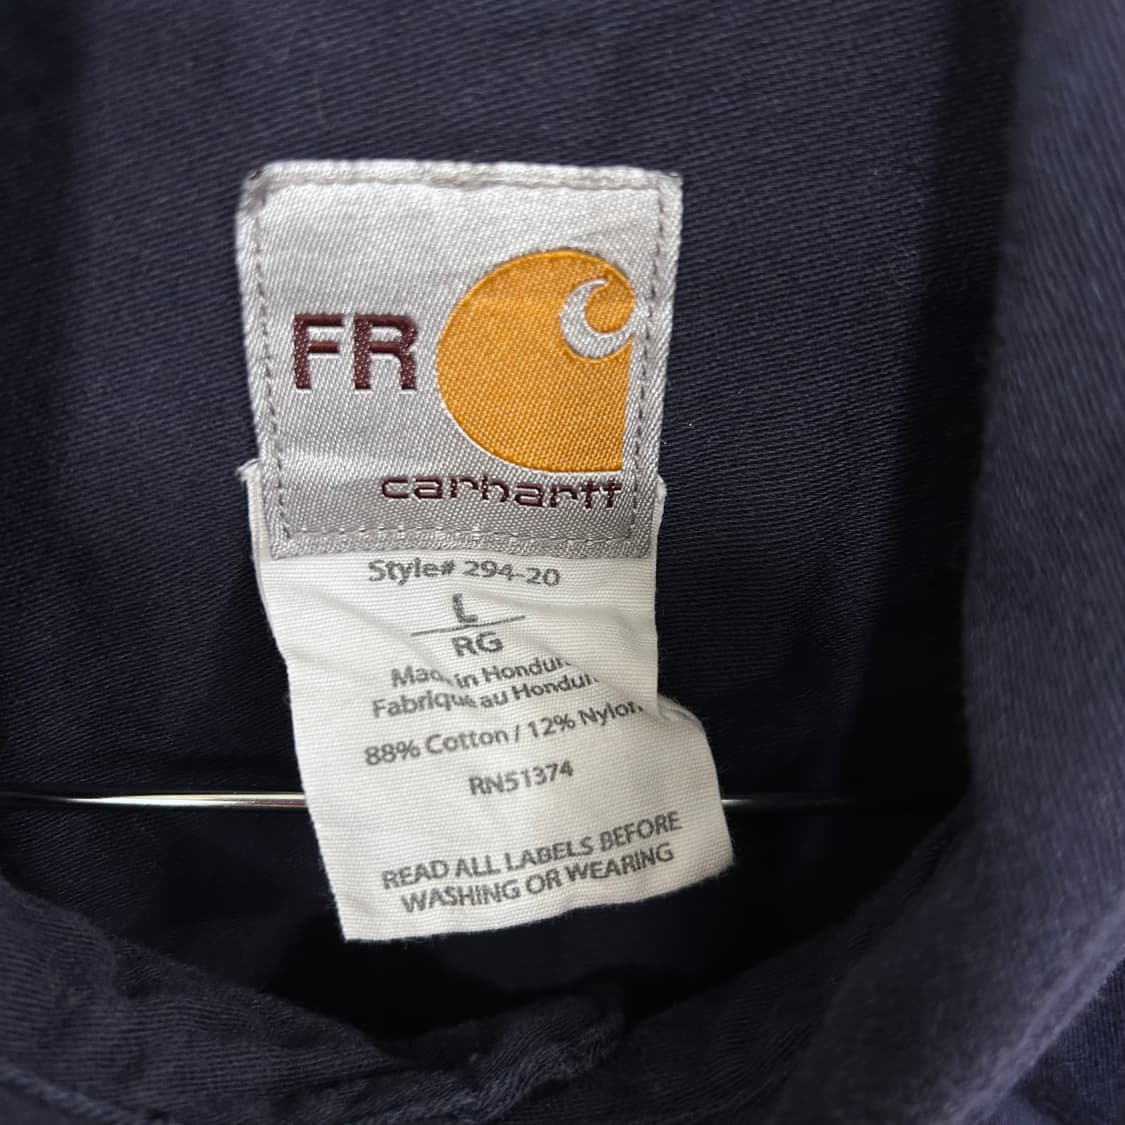 FR
carhartt
Style# 294-20
L
RG
Made in Hondur
Fabriqué au Hondur
88% Cotton / 12% Nylon
RN51374
READ ALL LABELS BEFORE
WASHING OR WEARING